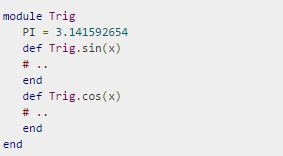 module Trig
   PI = 3.141592654
   def Trig.sin(x)
   # ..
   end
   def Trig.cos(x)
   # ..
   end
end